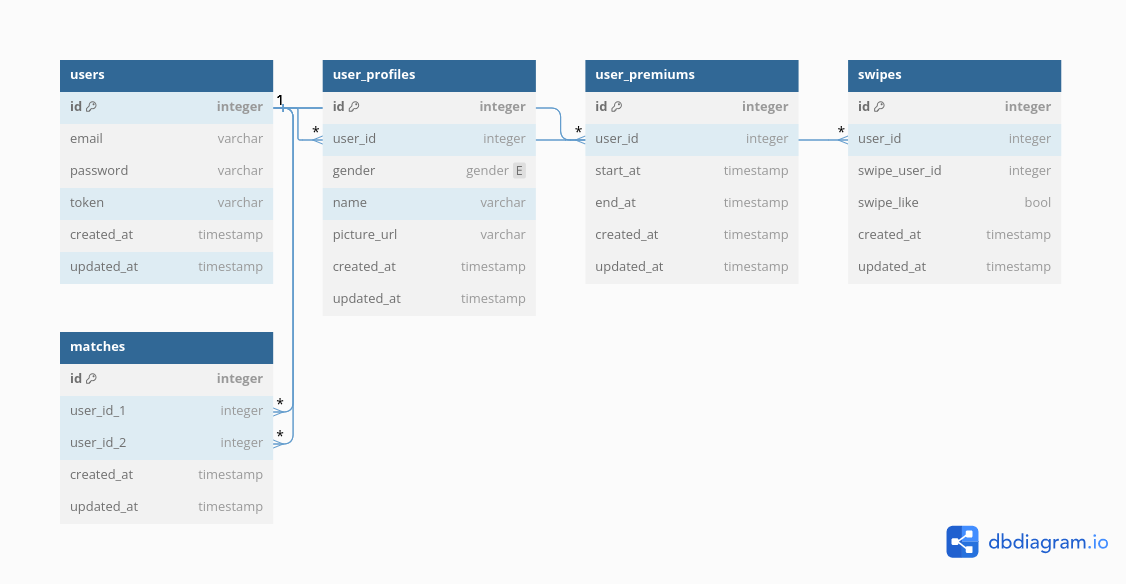 users
id integer
email varchar
password varchar
token varchar
created_at timestamp
updated_at timestamp
1
user_profiles
id integer
* user_id integer
gender gender E
name varchar
picture_url varchar
created_at timestamp
updated_at timestamp
user_premiums
id integer
* user_id integer
start_at timestamp
end_at timestamp
created_at timestamp
updated_at timestamp
swipes
id integer
* user_id integer
swipe_user_id integer
swipe_like bool
created_at timestamp
updated_at timestamp
matches
id integer
user_id_1 integer *
user_id_2 integer *
created_at timestamp
updated_at timestamp
dbdiagram.io